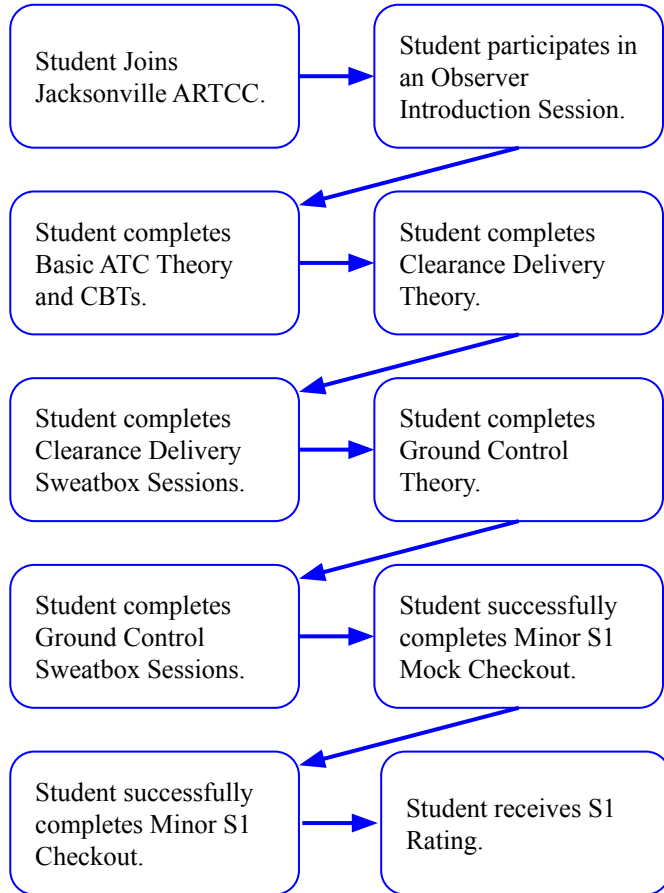 Student Joins
Jacksonville ARTCC.
Student participates in
an Observer
Introduction Session.
Student completes
Basic ATC Theory
and CBTs.
Student completes
Clearance Delivery
Theory.
Student completes
Clearance Delivery
Sweatbox Sessions.
Student completes
Ground Control
Theory.
Student completes
Ground Control
Sweatbox Sessions.
Student successfully
completes Minor S1
Mock Checkout.
Student successfully
completes Minor S1
Checkout.
Student receives S1
Rating.